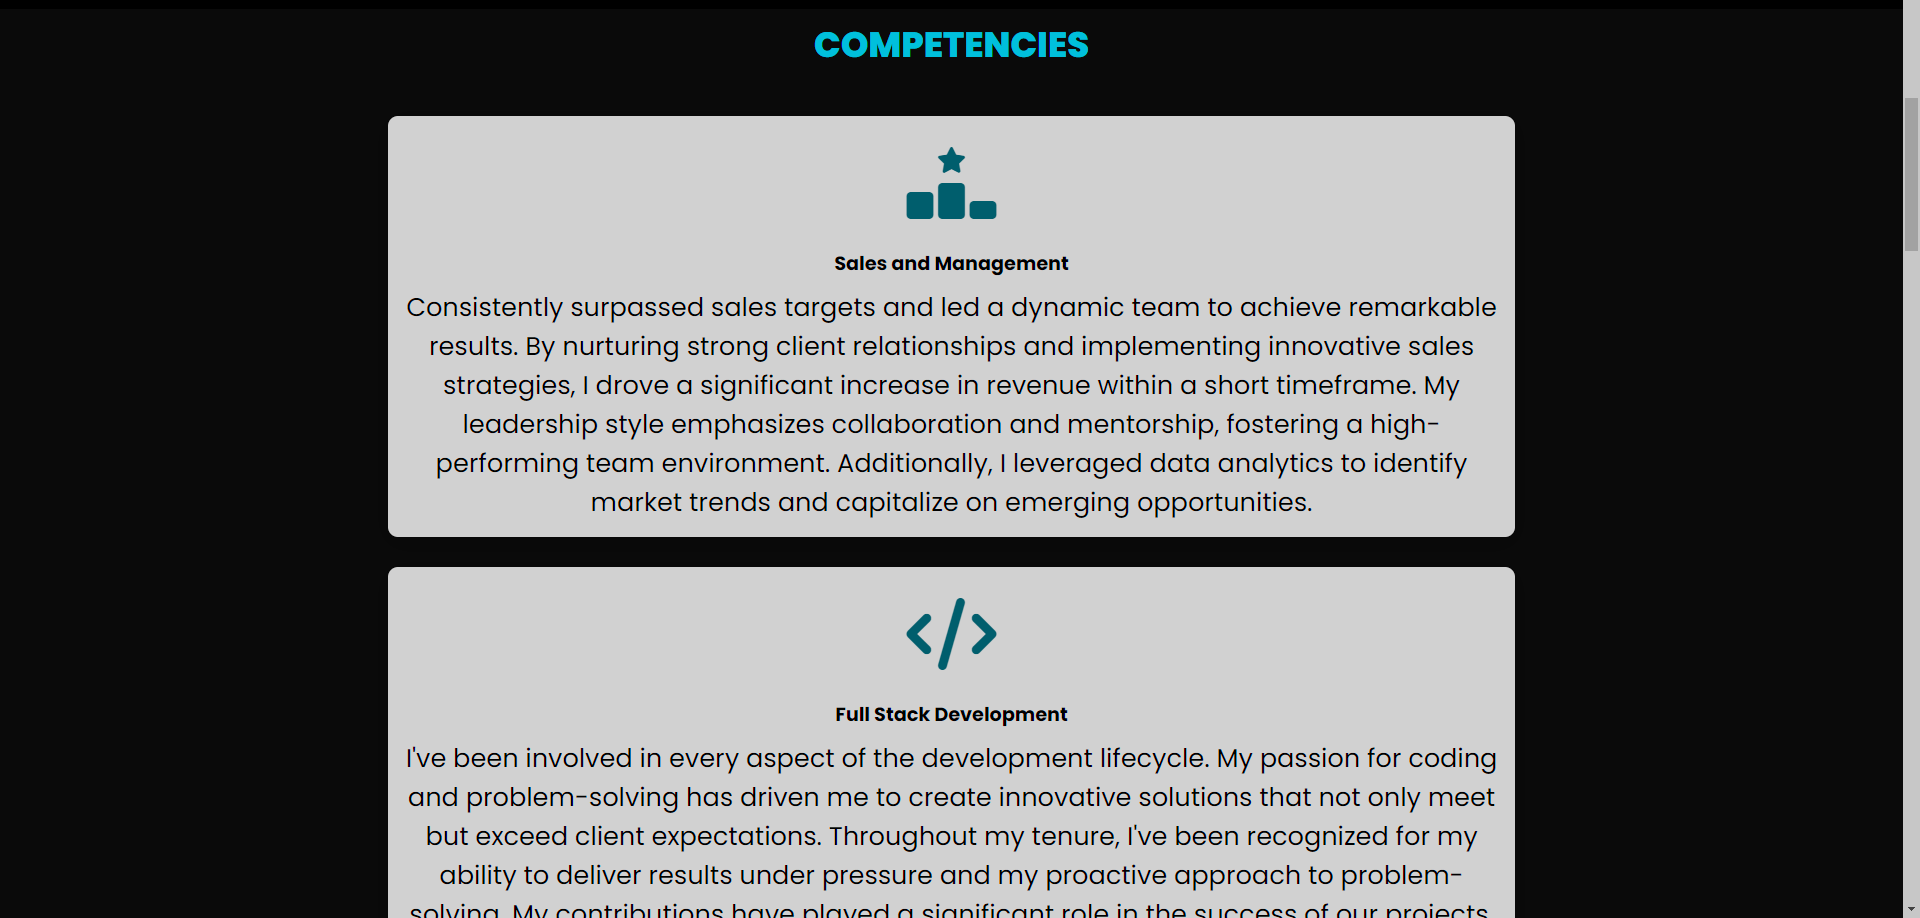 COMPETENCIES
Sales and Management
Consistently surpassed sales targets and led a dynamic team to achieve remarkable
results. By nurturing strong client relationships and implementing innovative sales
strategies, I drove a significant increase in revenue within a short timeframe. My
leadership style emphasizes collaboration and mentorship, fostering a high-
performing team environment. Additionally, I leveraged data analytics to identify
market trends and capitalize on emerging opportunities.
Full Stack Development
I've been involved in every aspect of the development lifecycle. My passion for coding
and problem-solving has driven me to create innovative solutions that not only meet
but exceed client expectations. Throughout my tenure, I've been recognized for my
ability to deliver results under pressure and my proactive approach to problem-
solving. My contributions have played a significant role in the success of our projects